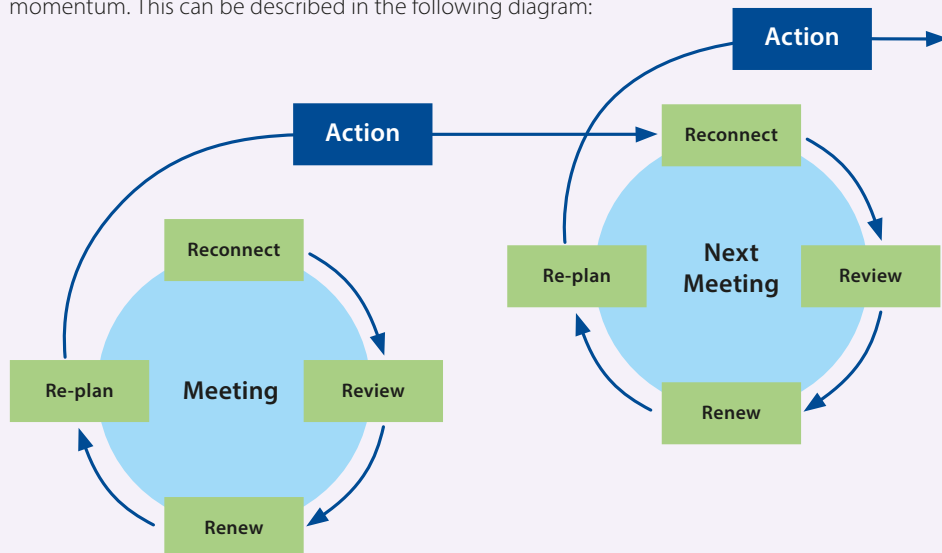 momentum. This can be described in the following diagram:
Action
Action
Reconnect
Reconnect
Re-plan
Next
Meeting
Review
Re-plan
Meeting
Review
Renew
Renew